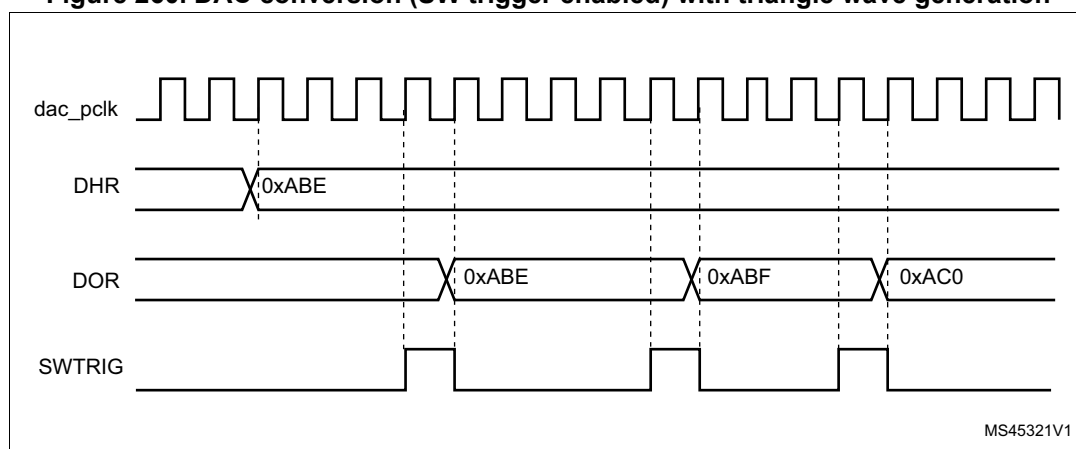 Figure 260. DAC conversion (SW trigger enabled) with triangle wave generation
dac_pclk
DHR
0xABE
DOR
0xABE
0xABF
0xAC0
SWTRIG
MS45321V1